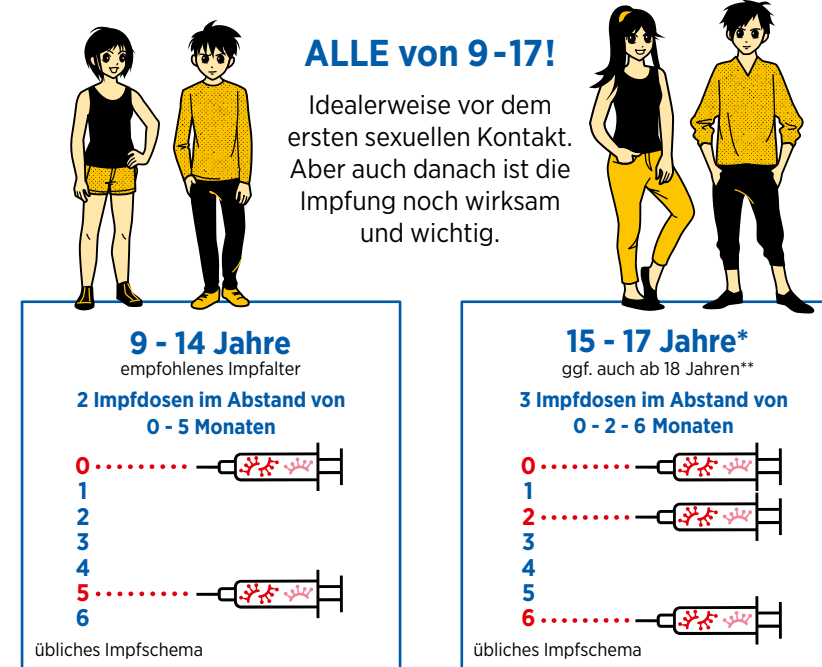 ALLE von 9-17!
Idealerweise vor dem
ersten sexuellen Kontakt.
Aber auch danach ist die
Impfung noch wirksam
und wichtig.
9 - 14 Jahre
empfohlenes Impfalter
2 Impfdosen im Abstand von
0 - 5 Monaten
0
1
2
3
4
5
6
übliches Impfschema
15 - 17 Jahre*
ggf. auch ab 18 Jahren**
3 Impfdosen im Abstand von
0 - 2 - 6 Monaten
0
1
2
3
4
5
6
übliches Impfschema